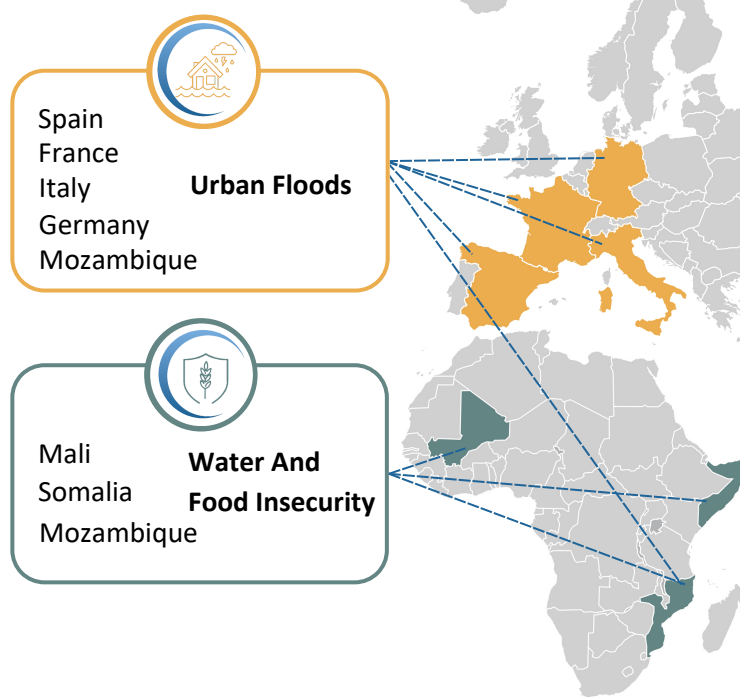 Spain
France
Italy
Germany
Mozambique
Urban Floods
Mali
Somalia
Mozambique
Water And
Food Insecurity